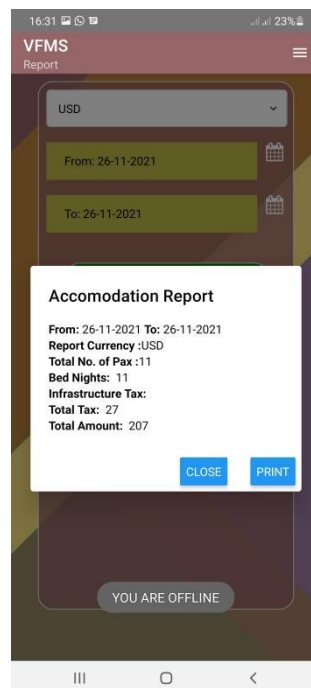 16:31 23%
VFMS
Report
USD
From: 26-11-2021
To: 26-11-2021
Accomodation Report
From: 26-11-2021 To: 26-11-2021
Report Currency :USD
Total No. of Pax :11
Bed Nights: 11
Infrastructure Tax:
Total Tax: 27
Total Amount: 207
CLOSE PRINT
YOU ARE OFFLINE